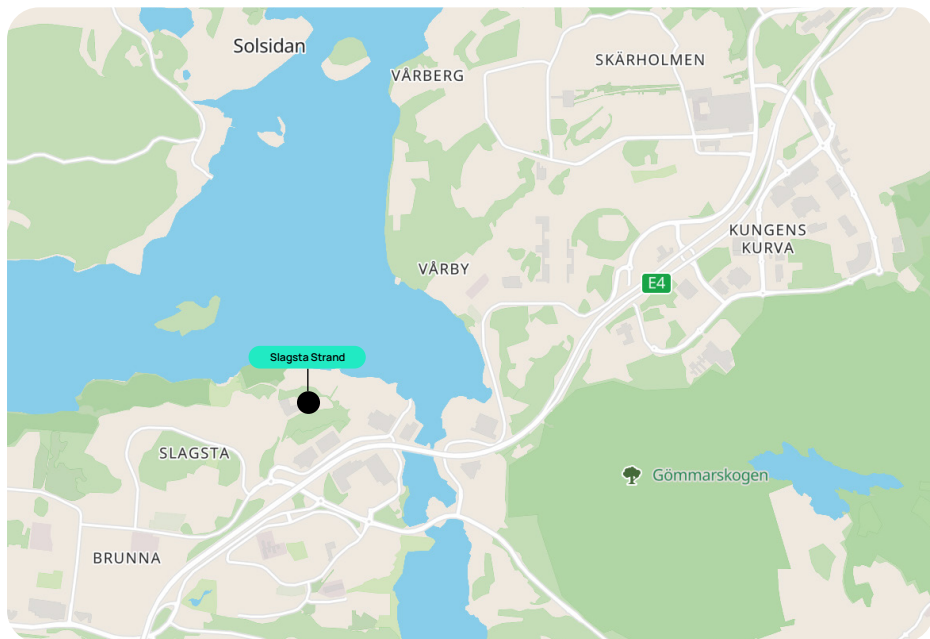 Solsidan
VÅRBERG
SKÄRHOLMEN
KUNGENS
KURVA
VÅRBY
E4
Slagsta Strand
SLAGSTA
Gömmarskogen
BRUNNA